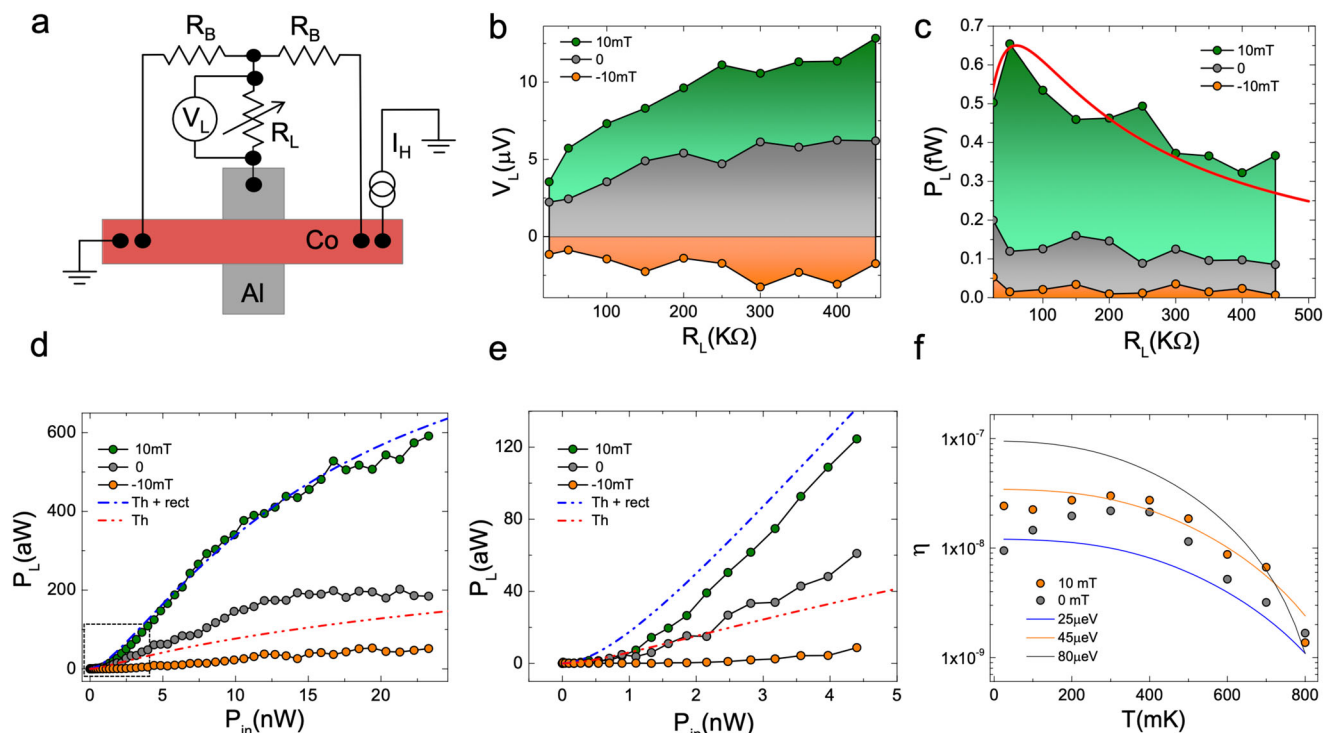 a
R_B
R_B
V_L
R_L
I_H
Co
Al
b
10mT
0
-10mT
10
5
0
V_L(µV)
100
200
300
400
R_L(KΩ)
c
10mT
0
-10mT
0.7
0.6
0.5
0.4
0.3
0.2
0.1
0.0
P_L(fW)
100
200
300
400
500
R_L(KΩ)
d
10mT
0
-10mT
Th + rect
Th
600
400
200
0
P_L(aW)
0
5
10
15
20
P_in(nW)
e
10mT
0
-10mT
Th + rect
Th
120
80
40
0
P_L(aW)
0
1
2
3
4
5
P_in(nW)
f
1x10^-7
1x10^-8
1x10^-9
η
10 mT
0 mT
25µeV
45µeV
80µeV
0
200
400
600
800
T(mK)